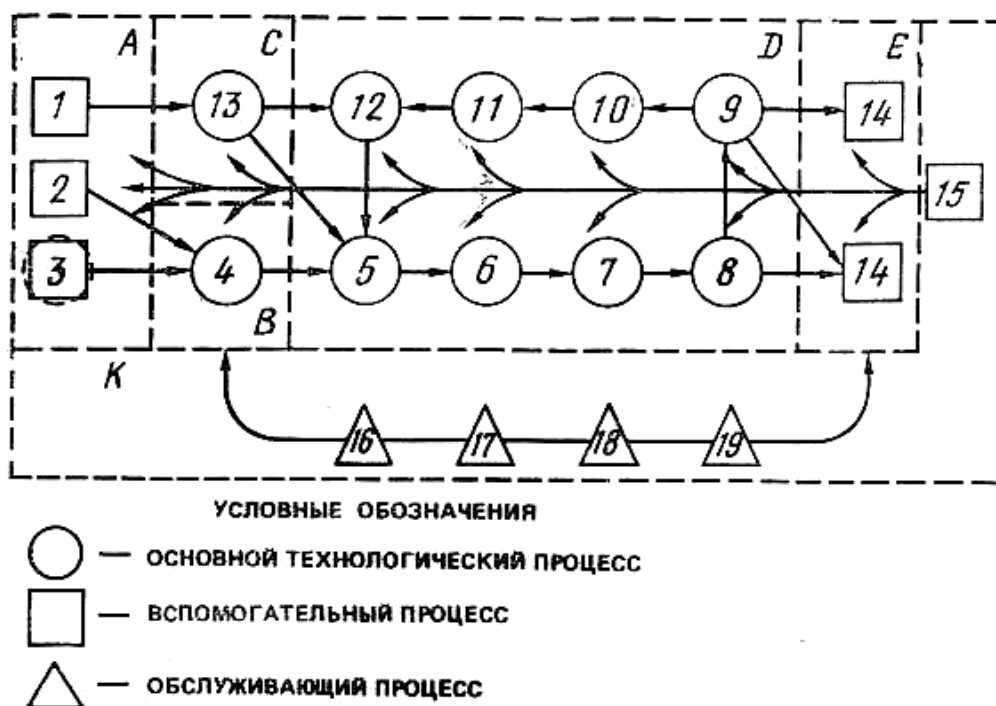 A C D E
1 13 12 11 10 9 14
2 15
3 4 5 6 7 8 14
B
K
16 17 18 19
УСЛОВНЫЕ ОБОЗНАЧЕНИЯ
— ОСНОВНОЙ ТЕХНОЛОГИЧЕСКИЙ ПРОЦЕСС
— ВСПОМОГАТЕЛЬНЫЙ ПРОЦЕСС
— ОБСЛУЖИВАЮЩИЙ ПРОЦЕСС